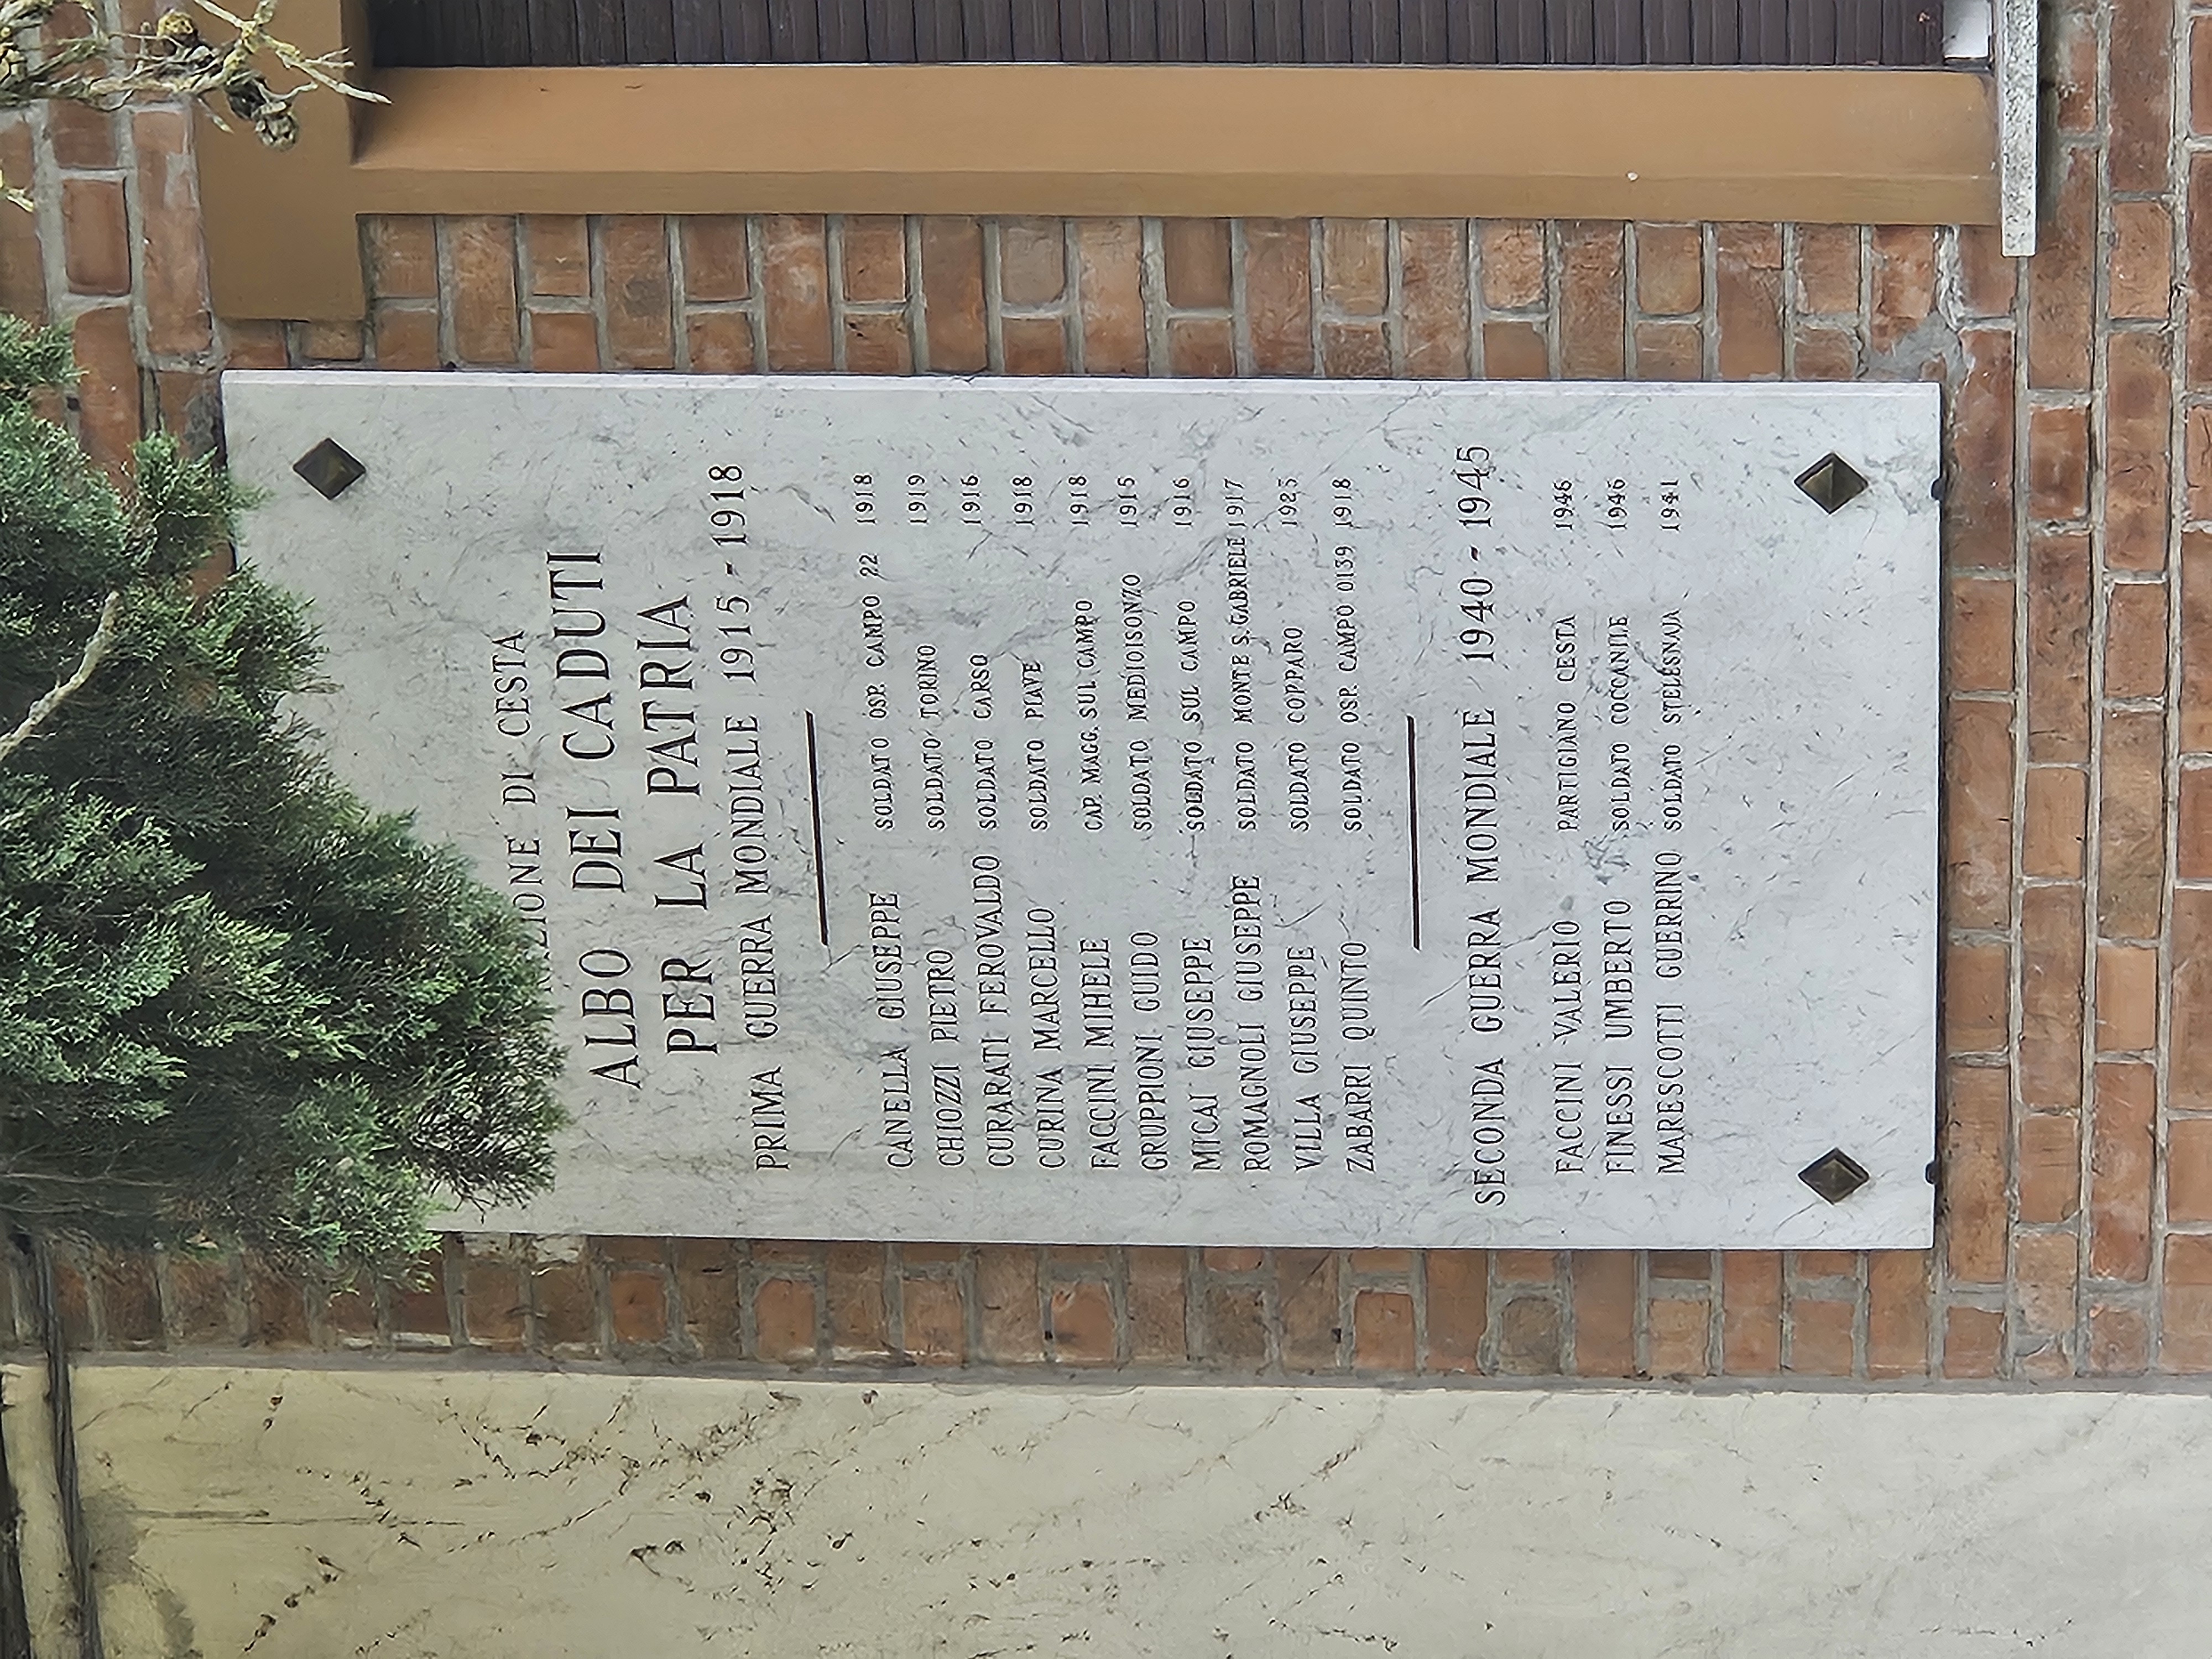 DI CESTA
ALBO DEI CADUTI
PER LA PATRIA
PRIMA GUERRA MONDIALE 1915 - 1918
CANELLA GIUSEPPE SOLDATO OSP. CAMPO 22 1918
CHIOZZI PIETRO SOLDATO TORINO 1919
CURARATI FEROVALDO SOLDATO CARSO 1916
CURINA MARCELLO SOLDATO PIAVE 1918
FACCINI MIHELE CAP. MAGG. SUL CAMPO 1918
GRUPPIONI GUIDO SOLDATO MEDIOISONZO 1915
MICAI GIUSEPPE SOLDATO SUL CAMPO 1916
ROMAGNOLI GIUSEPPE SOLDATO MONTE S. GABRIELE 1917
VILLA GIUSEPPE SOLDATO COPPARO 1925
ZABARRI QUINTO SOLDATO OSP. CAMPO 0139 1918
SECONDA GUERRA MONDIALE 1940 - 1945
FACCINI VALERIO PARTIGIANO CESTA 1946
FINESSI UMBERTO SOLDATO COCCANILE 1946
MARESCOTTI GUERRINO SOLDATO STELESNAJA 1941